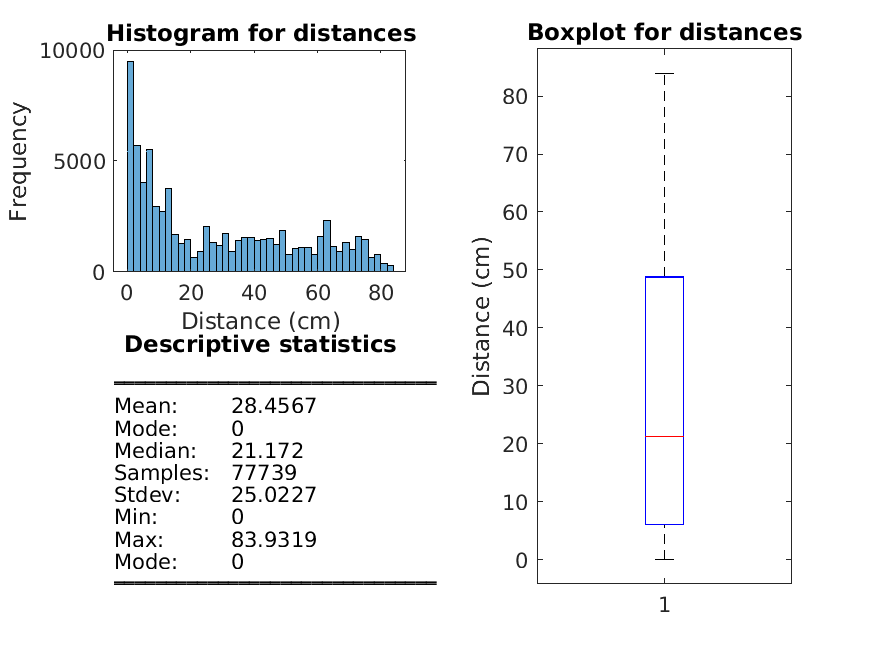 Histogram for distances
10000
5000
0
Frequency
0 20 40 60 80
Distance (cm)
Descriptive statistics
Mean: 28.4567
Mode: 0
Median: 21.172
Samples: 77739
Stdev: 25.0227
Min: 0
Max: 83.9319
Mode: 0
Boxplot for distances
80
70
60
50
40
30
20
10
0
Distance (cm)
1